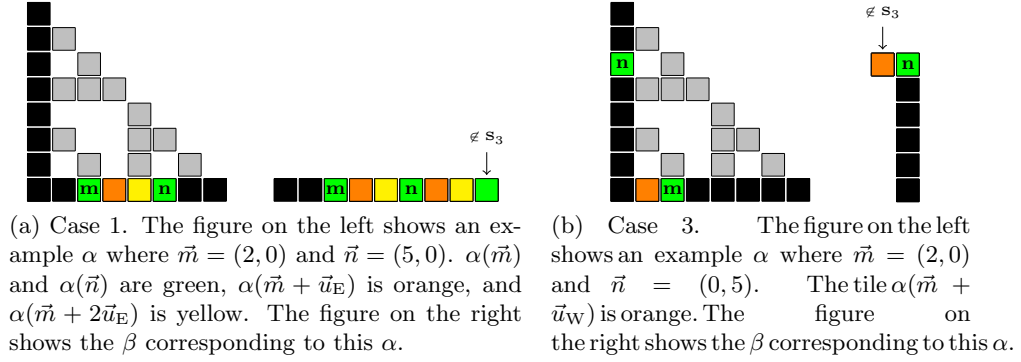 ∉ s₃
∉ s₃
n
n
m
n
m
n
m
(a) Case 1. The figure on the left shows an ex-
ample α where m⃗ = (2, 0) and n⃗ = (5, 0). α(m⃗)
and α(n⃗) are green, α(m⃗ + u⃗_E) is orange, and
α(m⃗ + 2u⃗_E) is yellow. The figure on the right
shows the β corresponding to this α.
(b) Case 3. The figure on the left
shows an example α where m⃗ = (2, 0)
and n⃗ = (0, 5). The tile α(m⃗ +
u⃗_W) is orange. The figure on
the right shows the β corresponding to this α.